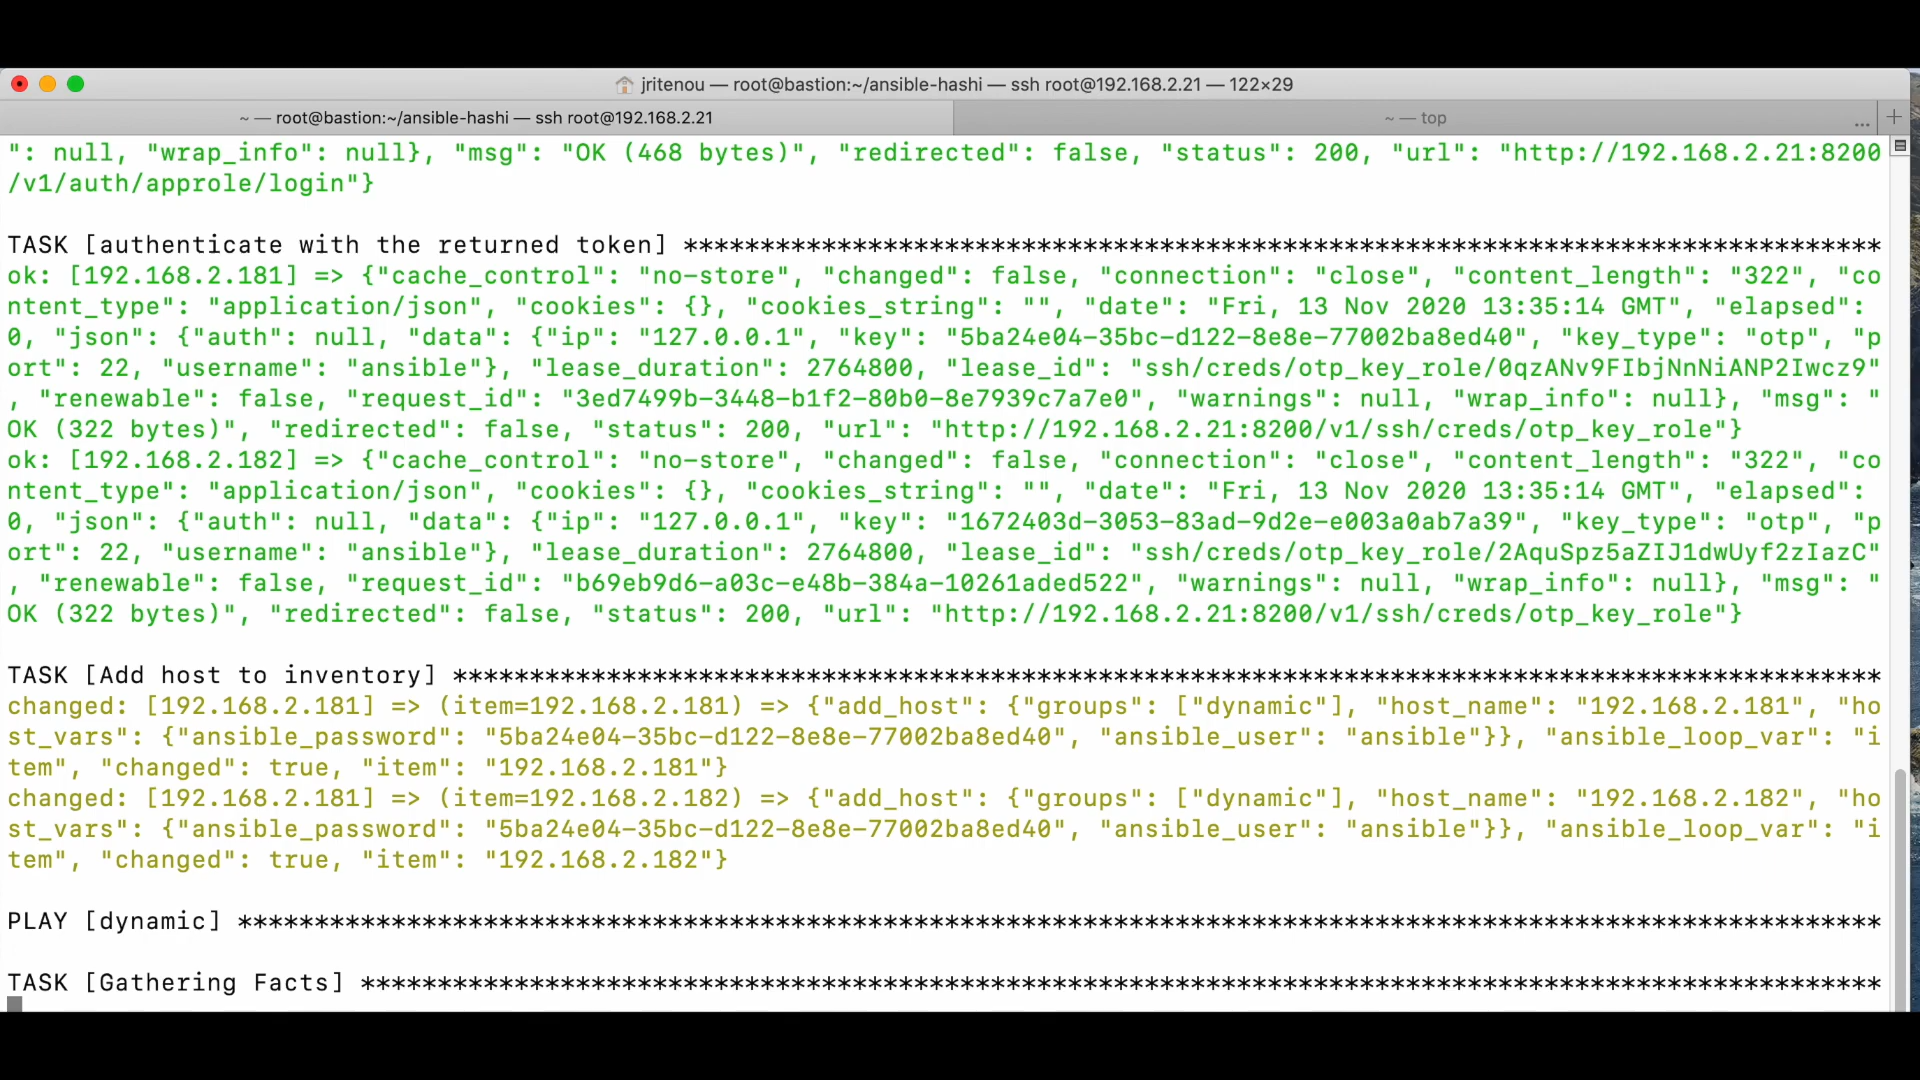 jritenou — root@bastion:~/ansible-hashi — ssh root@192.168.2.21 — 122×29
~ — root@bastion:~/ansible-hashi — ssh root@192.168.2.21
~ — top ... +
": null, "wrap_info": null}, "msg": "OK (468 bytes)", "redirected": false, "status": 200, "url": "http://192.168.2.21:8200
/v1/auth/approle/login"}
TASK [authenticate with the returned token] ******************************************************************************
ok: [192.168.2.181] => {"cache_control": "no-store", "changed": false, "connection": "close", "content_length": "322", "co
ntent_type": "application/json", "cookies": {}, "cookies_string": "", "date": "Fri, 13 Nov 2020 13:35:14 GMT", "elapsed":
0, "json": {"auth": null, "data": {"ip": "127.0.0.1", "key": "5ba24e04-35bc-d122-8e8e-77002ba8ed40", "key_type": "otp", "p
ort": 22, "username": "ansible"}, "lease_duration": 2764800, "lease_id": "ssh/creds/otp_key_role/0qzANv9FIbjNnNiANP2Iwcz9"
, "renewable": false, "request_id": "3ed7499b-3448-b1f2-80b0-8e7939c7a7e0", "warnings": null, "wrap_info": null}, "msg": "
OK (322 bytes)", "redirected": false, "status": 200, "url": "http://192.168.2.21:8200/v1/ssh/creds/otp_key_role"}
ok: [192.168.2.182] => {"cache_control": "no-store", "changed": false, "connection": "close", "content_length": "322", "co
ntent_type": "application/json", "cookies": {}, "cookies_string": "", "date": "Fri, 13 Nov 2020 13:35:14 GMT", "elapsed":
0, "json": {"auth": null, "data": {"ip": "127.0.0.1", "key": "1672403d-3053-83ad-9d2e-e003a0ab7a39", "key_type": "otp", "p
ort": 22, "username": "ansible"}, "lease_duration": 2764800, "lease_id": "ssh/creds/otp_key_role/2AquSpz5aZIJ1dwUyf2zIazC"
, "renewable": false, "request_id": "b69eb9d6-a03c-e48b-384a-10261aded522", "warnings": null, "wrap_info": null}, "msg": "
OK (322 bytes)", "redirected": false, "status": 200, "url": "http://192.168.2.21:8200/v1/ssh/creds/otp_key_role"}
TASK [Add host to inventory] *********************************************************************************************
changed: [192.168.2.181] => (item=192.168.2.181) => {"add_host": {"groups": ["dynamic"], "host_name": "192.168.2.181", "ho
st_vars": {"ansible_password": "5ba24e04-35bc-d122-8e8e-77002ba8ed40", "ansible_user": "ansible"}}, "ansible_loop_var": "i
tem", "changed": true, "item": "192.168.2.181"}
changed: [192.168.2.181] => (item=192.168.2.182) => {"add_host": {"groups": ["dynamic"], "host_name": "192.168.2.182", "ho
st_vars": {"ansible_password": "5ba24e04-35bc-d122-8e8e-77002ba8ed40", "ansible_user": "ansible"}}, "ansible_loop_var": "i
tem", "changed": true, "item": "192.168.2.182"}
PLAY [dynamic] ***********************************************************************************************************
TASK [Gathering Facts] ***************************************************************************************************